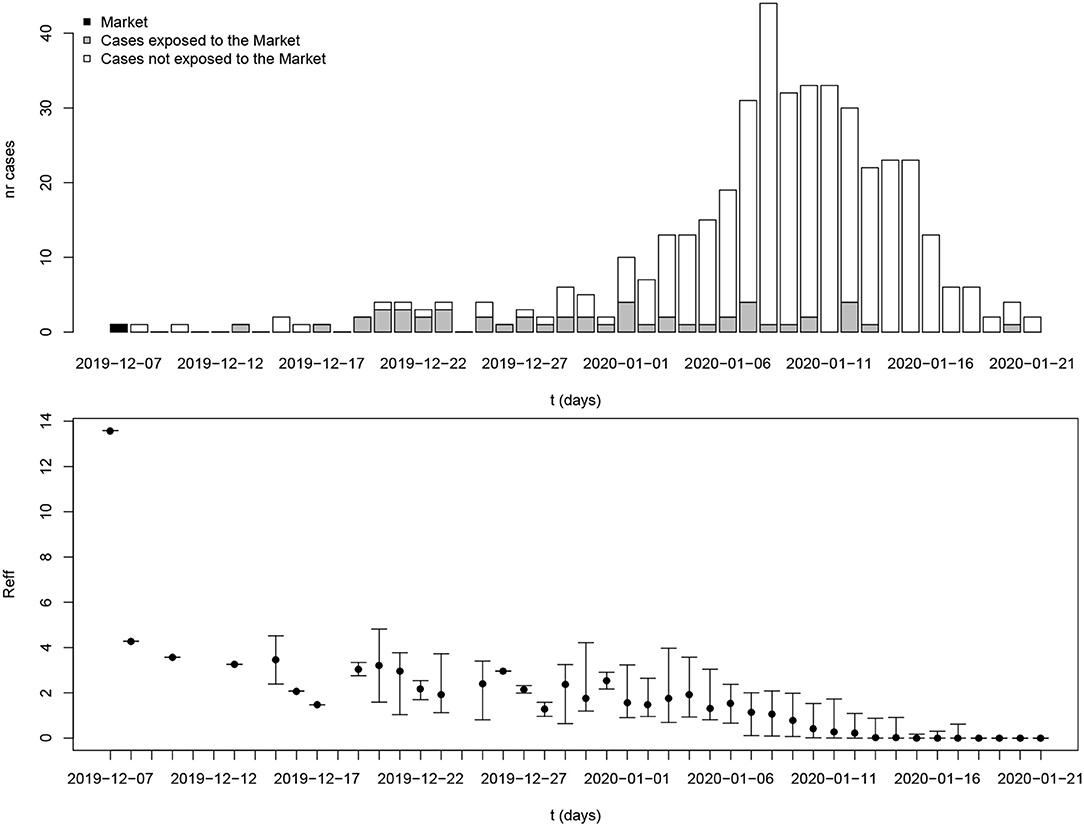 Market
Cases exposed to the Market
Cases not exposed to the Market
nr cases
40
30
20
10
0
2019−12−07 2019−12−12 2019−12−17 2019−12−22 2019−12−27 2020−01−01 2020−01−06 2020−01−11 2020−01−16 2020−01−21
t (days)
Reff
14
12
10
8
6
4
2
0
2019−12−07 2019−12−12 2019−12−17 2019−12−22 2019−12−27 2020−01−01 2020−01−06 2020−01−11 2020−01−16 2020−01−21
t (days)